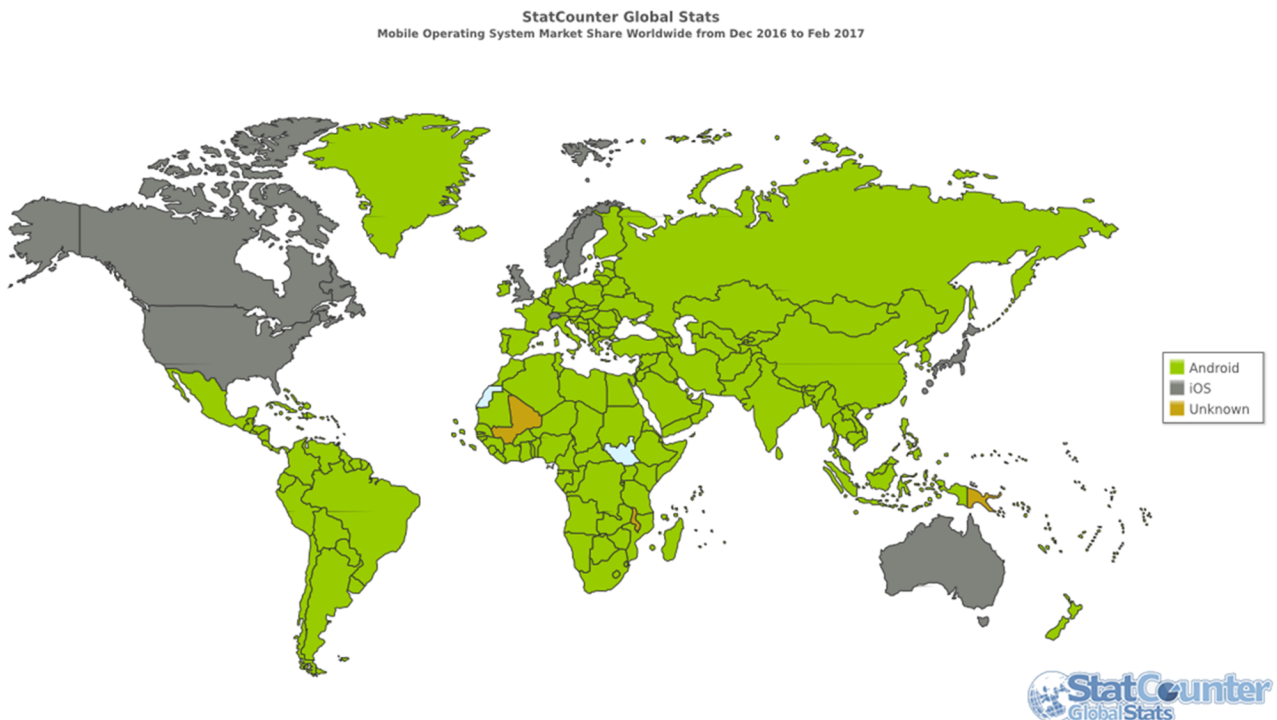 StatCounter Global Stats
Mobile Operating System Market Share Worldwide from Dec 2016 to Feb 2017
Android
iOS
Unknown
StatCounter
GlobalStats